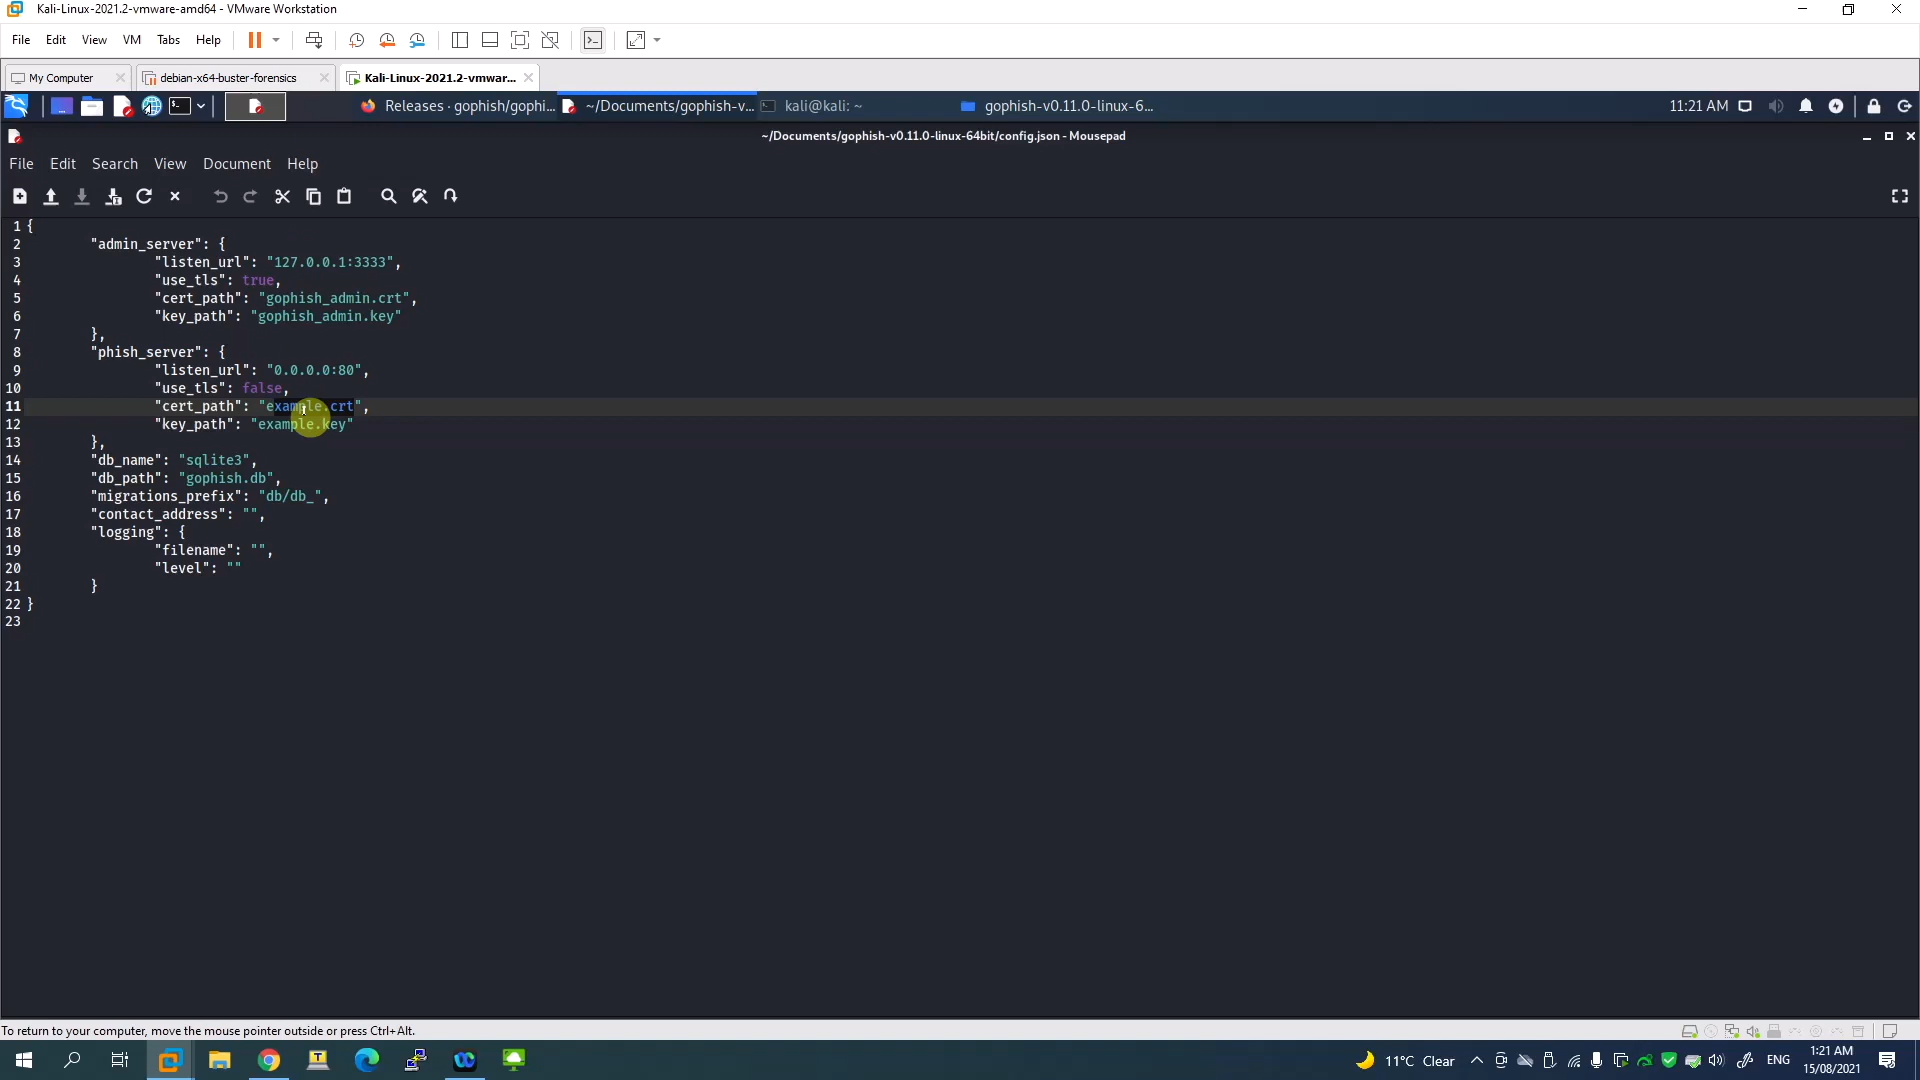 Kali-Linux-2021.2-vmware-amd64 - VMware Workstation
File Edit View VM Tabs Help
My Computer debian-x64-buster-forensics Kali-Linux-2021.2-vmwar...
Releases · gophish/gophi... ~/Documents/gophish-v... kali@kali: ~ gophish-v0.11.0-linux-6... 11:21 AM
~/Documents/gophish-v0.11.0-linux-64bit/config.json - Mousepad
File Edit Search View Document Help
1 {
2 "admin_server": {
3 "listen_url": "127.0.0.1:3333",
4 "use_tls": true,
5 "cert_path": "gophish_admin.crt",
6 "key_path": "gophish_admin.key"
7 },
8 "phish_server": {
9 "listen_url": "0.0.0.0:80",
10 "use_tls": false,
11 "cert_path": "example.crt",
12 "key_path": "example.key"
13 },
14 "db_name": "sqlite3",
15 "db_path": "gophish.db",
16 "migrations_prefix": "db/db_",
17 "contact_address": "",
18 "logging": {
19 "filename": "",
20 "level": ""
21 }
22 }
23
To return to your computer, move the mouse pointer outside or press Ctrl+Alt.
11°C Clear ENG 1:21 AM
15/08/2021